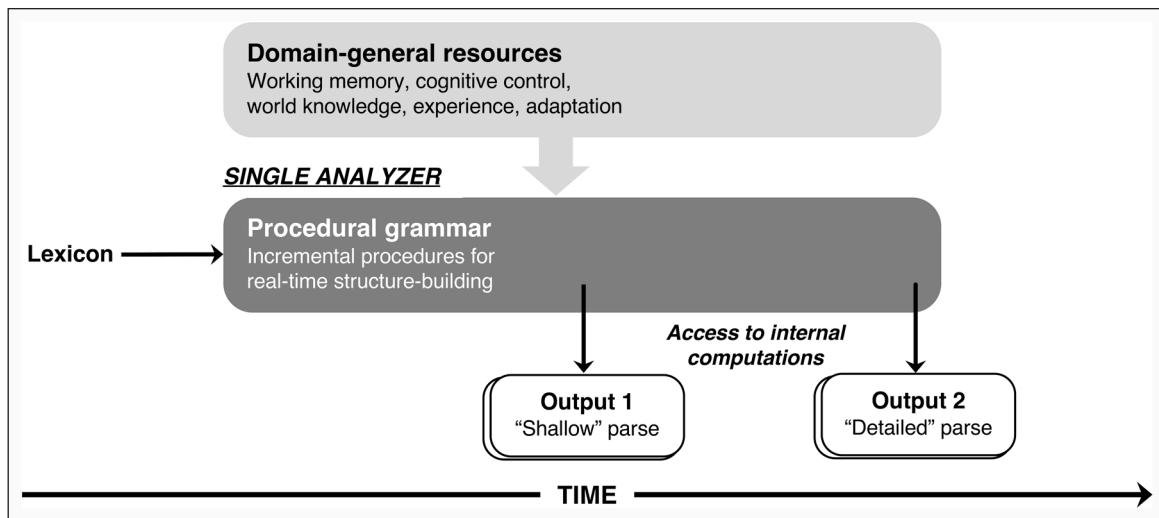 Domain-general resources
Working memory, cognitive control,
world knowledge, experience, adaptation
SINGLE ANALYZER
Procedural grammar
Incremental procedures for
real-time structure-building
Lexicon
Access to internal
computations
Output 1
“Shallow” parse
Output 2
“Detailed” parse
TIME